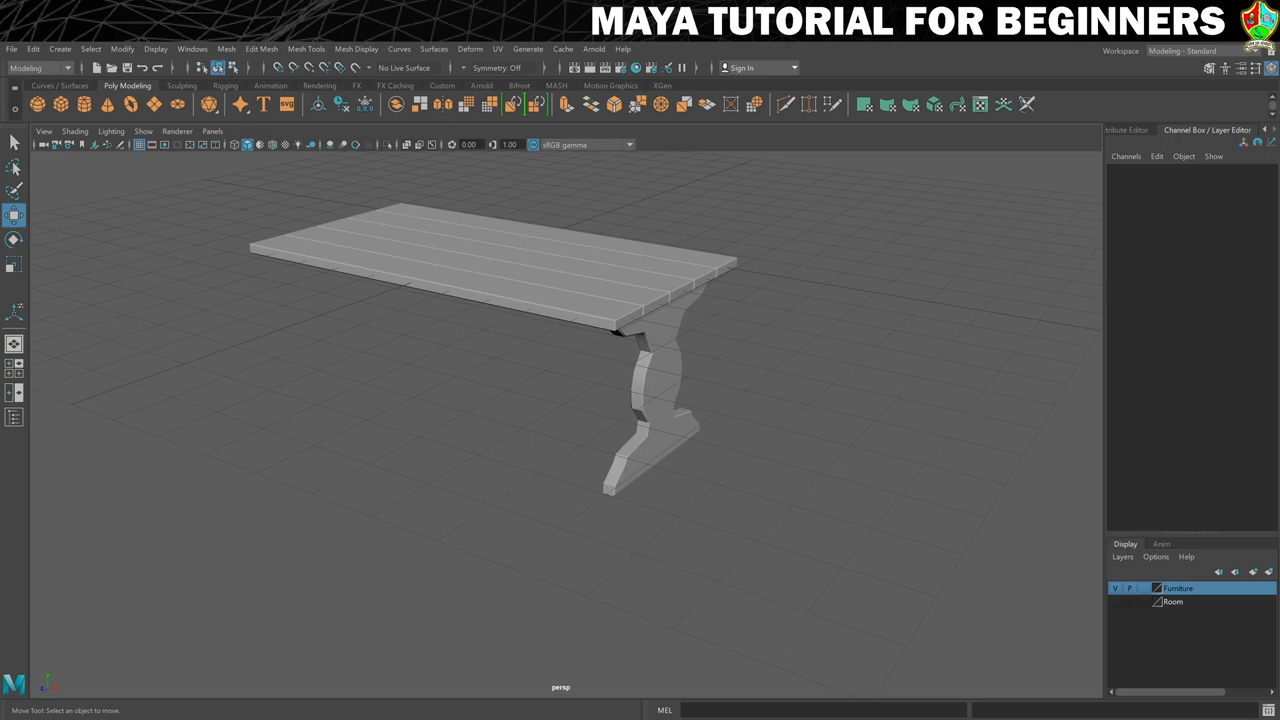 MAYA TUTORIAL FOR BEGINNERS
File Edit Create Select Modify Display Windows Mesh Edit Mesh Mesh Tools Mesh Display Curves Surfaces Deform UV Generate Cache Arnold Help
Workspace : Modeling - Standard
Modeling No Live Surface Symmetry: Off Sign In
Curves / Surfaces Poly Modeling Sculpting Rigging Animation Rendering FX FX Caching Custom Arnold Bifrost MASH Motion Graphics XGen
View Shading Lighting Show Renderer Panels
tribute Editor Channel Box / Layer Editor
0.00 1.00 sRGB gamma
Channels Edit Object Show
Display Anim
Layers Options Help
V P Furniture
Room
persp
Move Tool: Select an object to move.
MEL